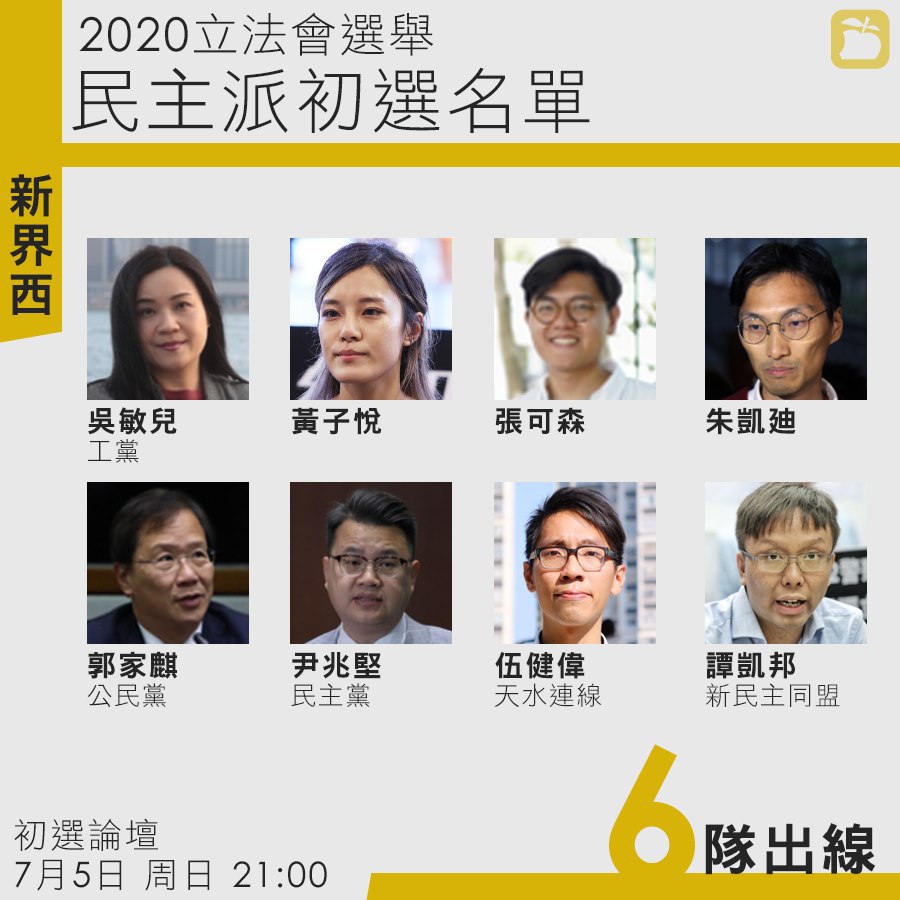 2020立法會選舉
民主派初選名單
新界西
吳敏兒
工黨
黃子悅
張可森
朱凱廸
郭家麒
公民黨
尹兆堅
民主黨
伍健偉
天水連線
譚凱邦
新民主同盟
初選論壇
7月5日 周日 21:00
6隊出線